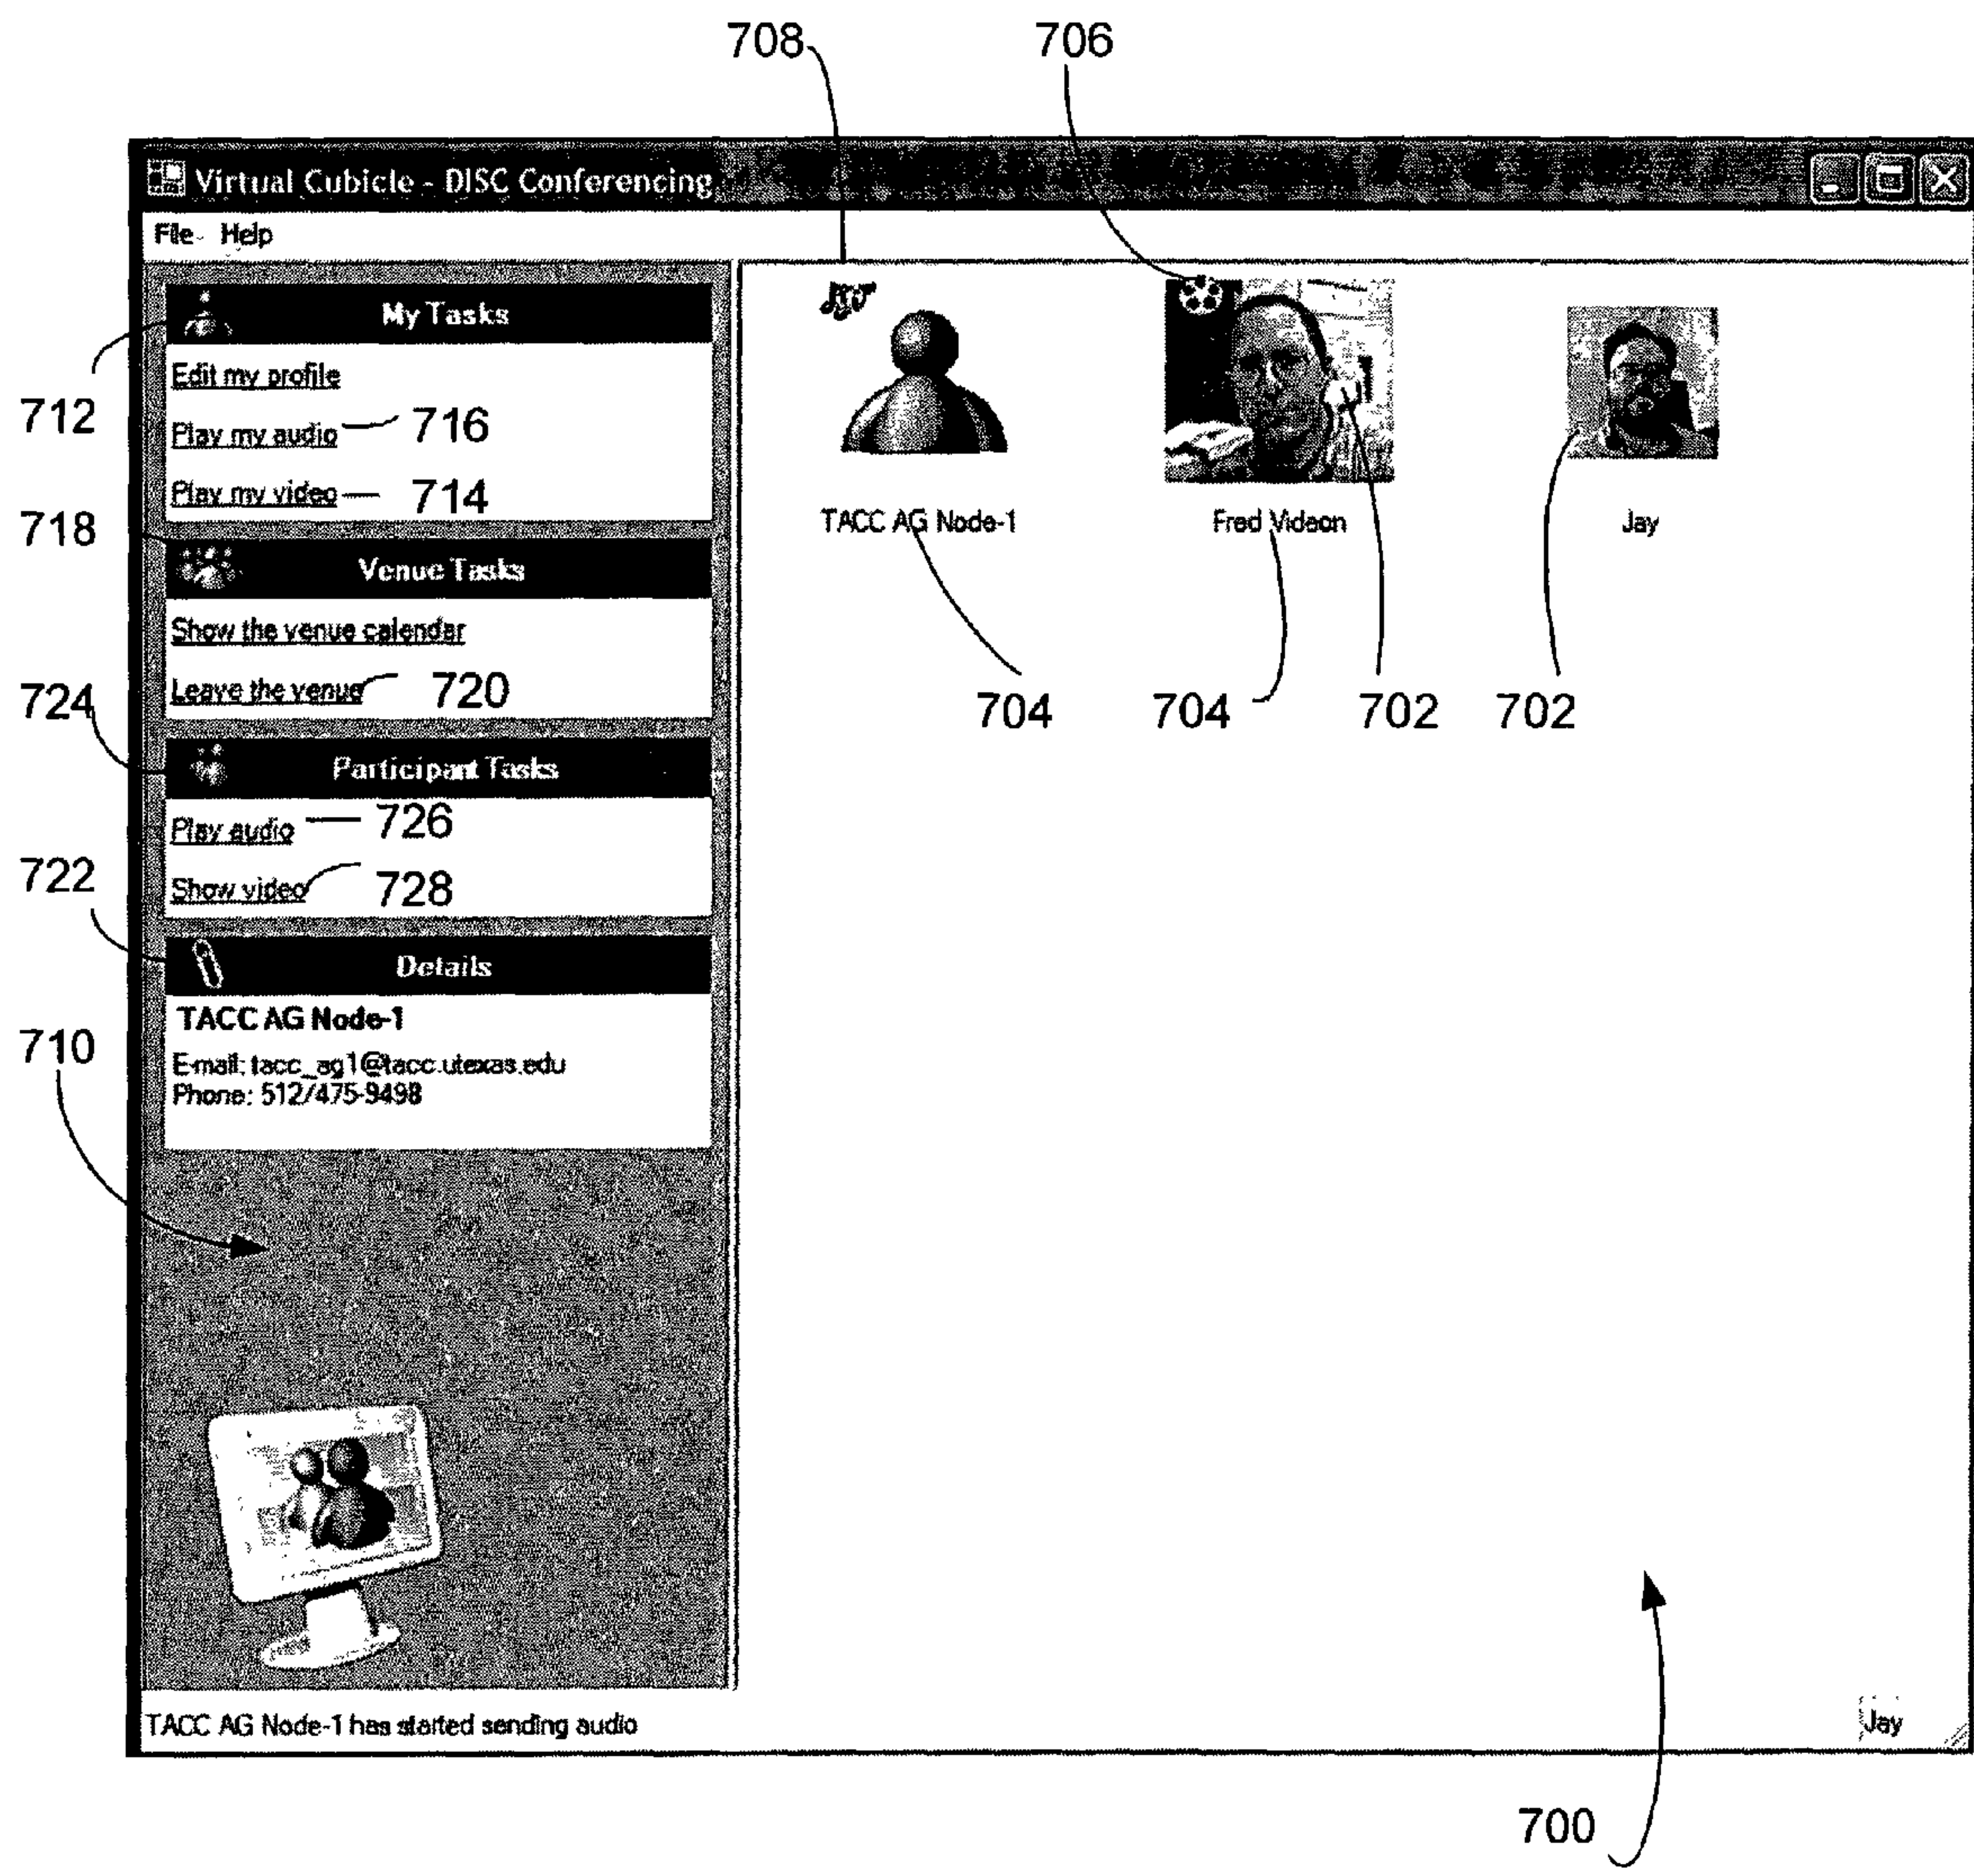 708 706
Virtual Cubicle - DISC Conferencing
File Help
My Tasks
712
Edit my profile
Play my audio 716
Play my video 714
718
Venue Tasks
Show the venue calendar
Leave the venue 720
724
Participant Tasks
Play audio 726
722
Show video 728
Details
TACC AG Node-1
710
E-mail: tacc_ag1@tacc.utexas.edu
Phone: 512/475-9498
TACC AG Node-1 Fred Videon Jay
704 704 702 702
TACC AG Node-1 has started sending audio
Jay
700